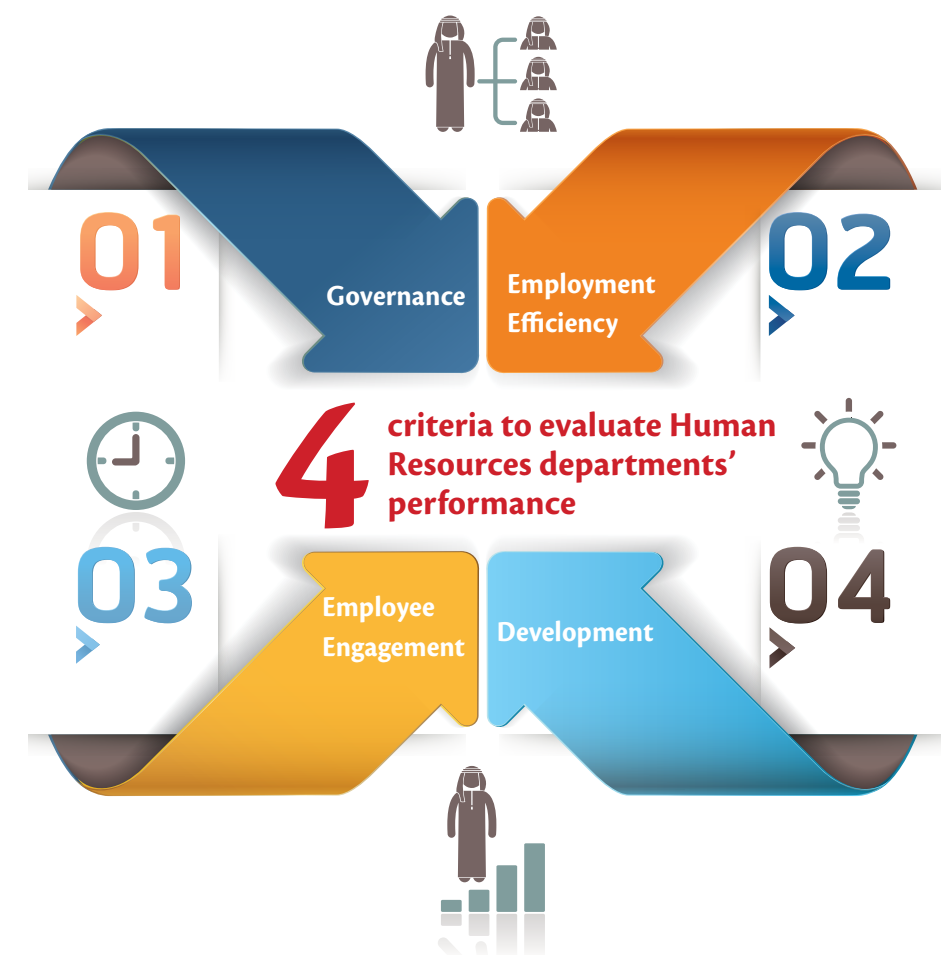 01
Governance
02
Employment
Efficiency
4
criteria to evaluate Human
Resources departments’
performance
03
Employee
Engagement
04
Development